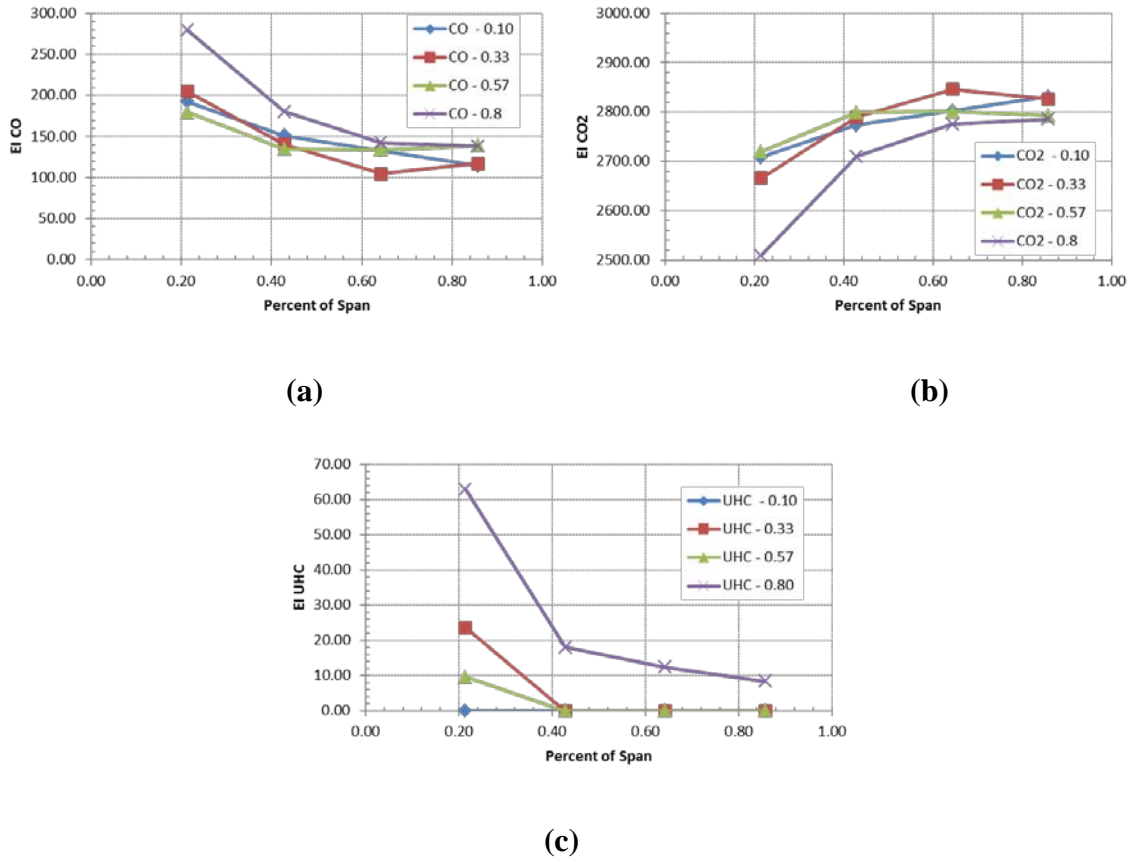 300.00
250.00
200.00
150.00
100.00
50.00
0.00
EI CO
0.00 0.20 0.40 0.60 0.80 1.00
Percent of Span
CO - 0.10
CO - 0.33
CO - 0.57
CO - 0.8
(a)
3000
2900
2800
2700
2600
2500
EI CO2
0.00 0.20 0.40 0.60 0.80 1.00
Percent of Span
CO2 - 0.10
CO2 - 0.33
CO2 - 0.57
CO2 - 0.8
(b)
70.00
60.00
50.00
40.00
30.00
20.00
10.00
0.00
EI UHC
0.00 0.20 0.40 0.60 0.80 1.00
Percent of Span
UHC - 0.10
UHC - 0.33
UHC - 0.57
UHC - 0.80
(c)